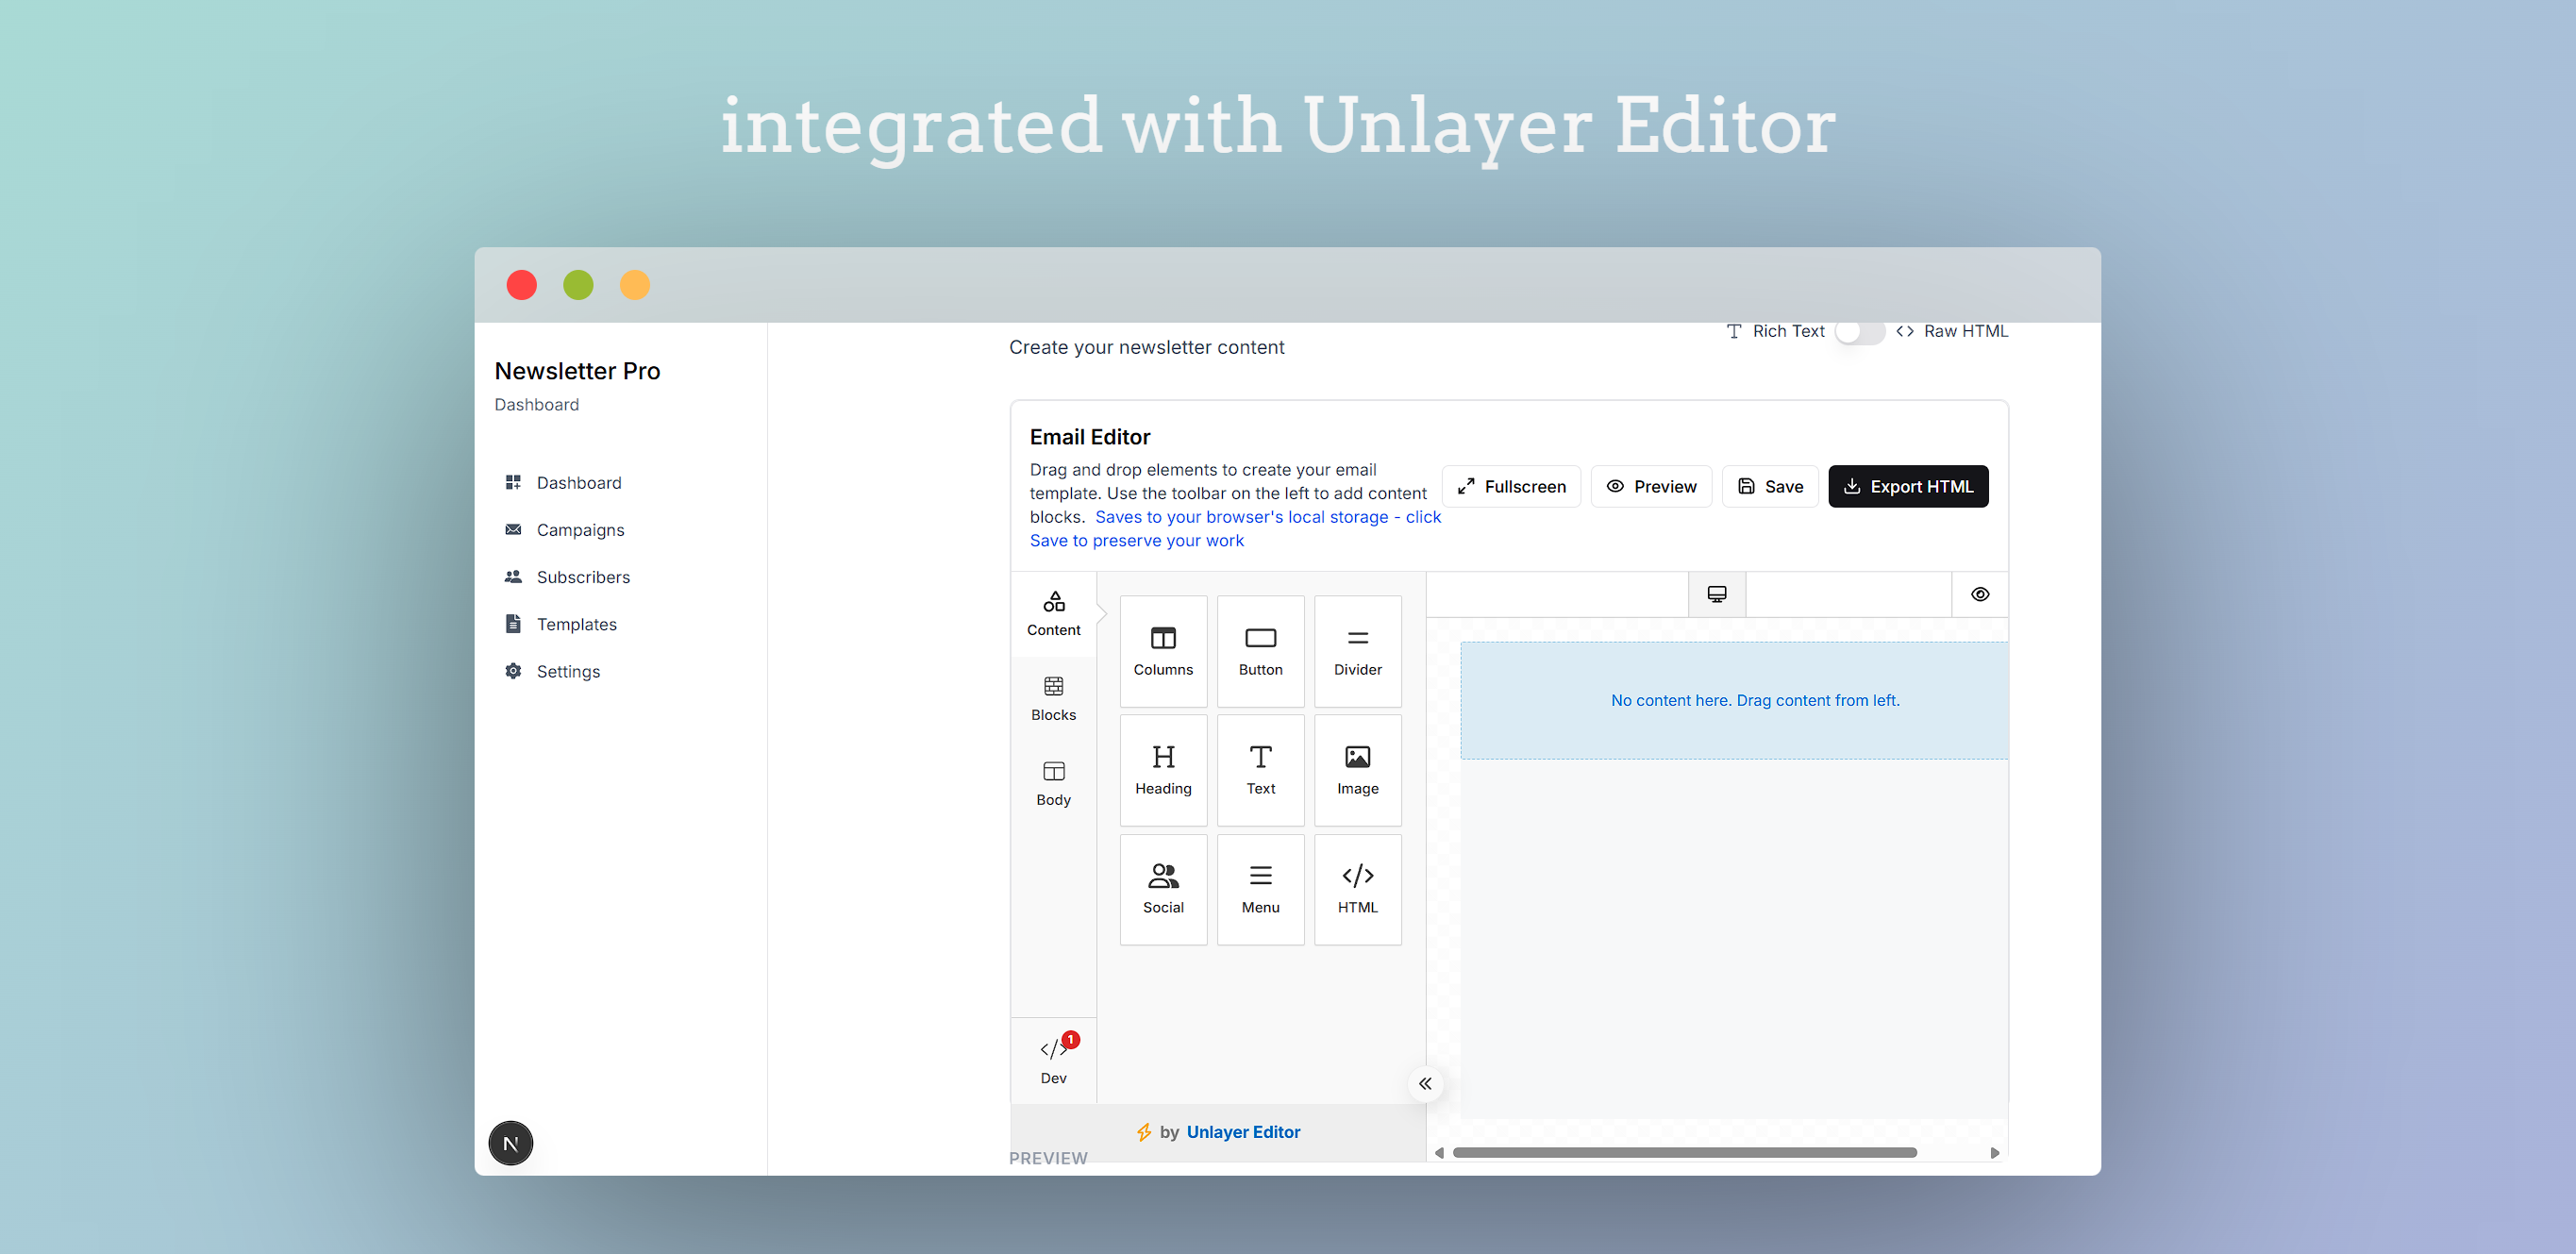 integrated with Unlayer Editor
Newsletter Pro
Dashboard
Dashboard
Campaigns
Subscribers
Templates
Settings
N
Create your newsletter content
Rich Text
Raw HTML
Email Editor
Drag and drop elements to create your email
template. Use the toolbar on the left to add content
blocks. Saves to your browser's local storage - click
Save to preserve your work
Fullscreen
Preview
Save
Export HTML
Content
Blocks
Body
Columns
Button
Divider
Heading
Text
Image
Social
Menu
HTML
No content here. Drag content from left.
1
Dev
by Unlayer Editor
PREVIEW